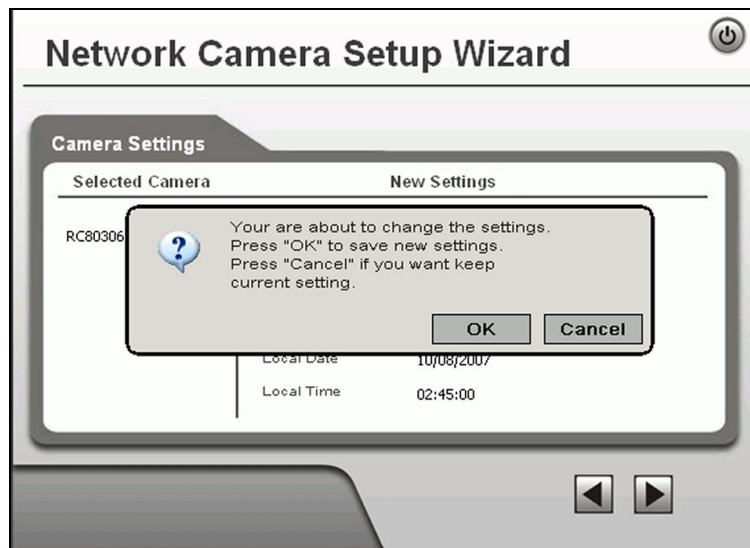 Network Camera Setup Wizard
Camera Settings
Selected Camera
New Settings
RC80306
Your are about to change the settings.
Press "OK" to save new settings.
Press "Cancel" if you want keep
current setting.
OK
Cancel
Local Date
10/08/2007
Local Time
02:45:00